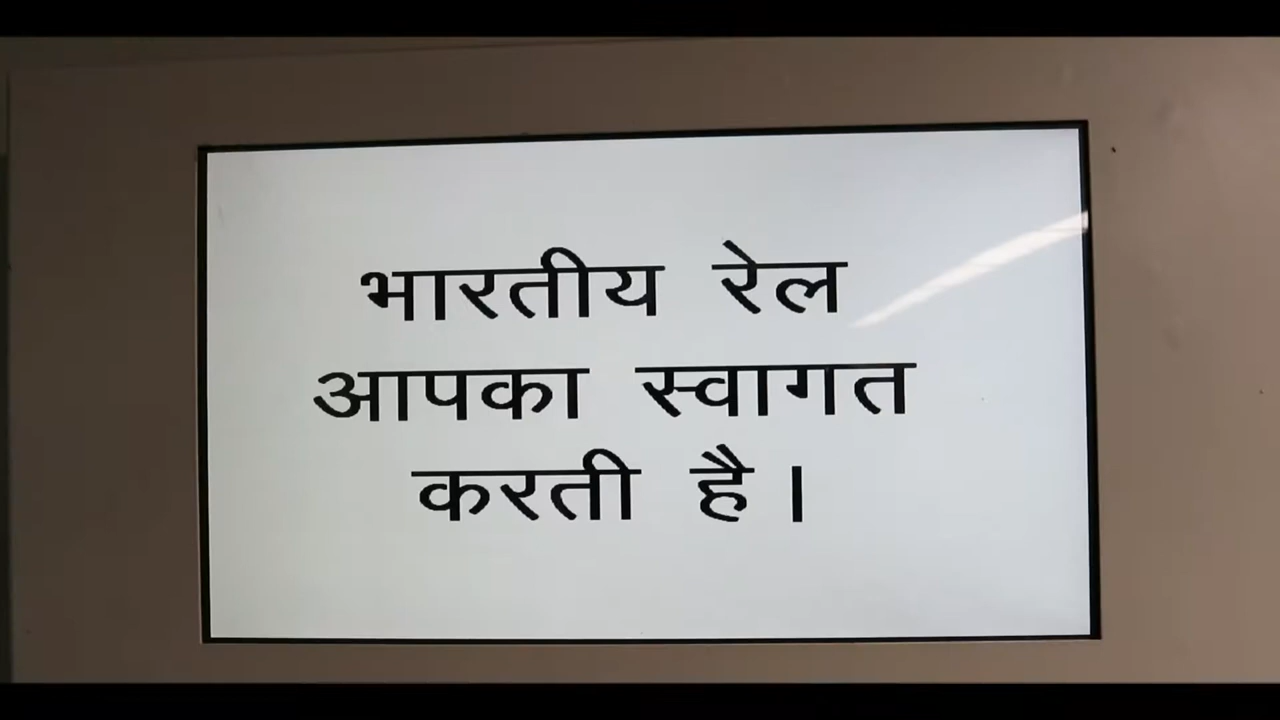 भारतीय रेल
आपका स्वागत
करती है।